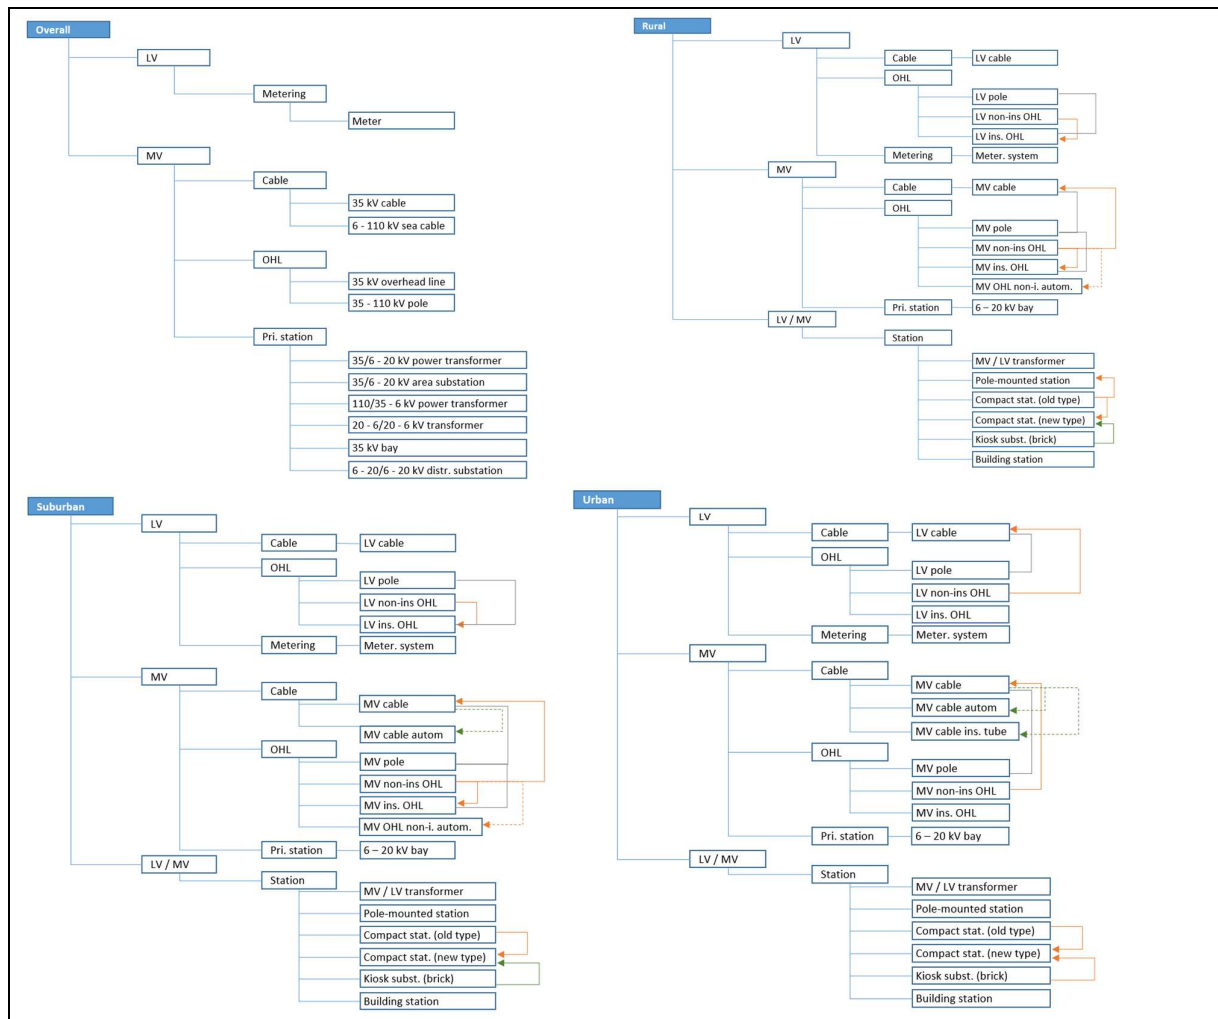 Overall
LV
Metering
Meter
MV
Cable
35 kV cable
6 - 110 kV sea cable
OHL
35 kV overhead line
35 - 110 kV pole
Pri. station
35/6 - 20 kV power transformer
35/6 - 20 kV area substation
110/35 - 6 kV power transformer
20 - 6/20 - 6 kV transformer
35 kV bay
6 - 20/6 - 20 kV distr. substation
Rural
LV
Cable
LV cable
OHL
LV pole
LV non-ins OHL
LV ins. OHL
Metering
Meter. system
MV
Cable
MV cable
OHL
MV pole
MV non-ins OHL
MV ins. OHL
MV OHL non-i. autom.
Pri. station
6 – 20 kV bay
LV / MV
Station
MV / LV transformer
Pole-mounted station
Compact stat. (old type)
Compact stat. (new type)
Kiosk subst. (brick)
Building station
Suburban
LV
Cable
LV cable
OHL
LV pole
LV non-ins OHL
LV ins. OHL
Metering
Meter. system
MV
Cable
MV cable
MV cable autom
OHL
MV pole
MV non-ins OHL
MV ins. OHL
MV OHL non-i. autom.
Pri. station
6 – 20 kV bay
LV / MV
Station
MV / LV transformer
Pole-mounted station
Compact stat. (old type)
Compact stat. (new type)
Kiosk subst. (brick)
Building station
Urban
LV
Cable
LV cable
OHL
LV pole
LV non-ins OHL
LV ins. OHL
Metering
Meter. system
MV
Cable
MV cable
MV cable autom
MV cable ins. tube
OHL
MV pole
MV non-ins OHL
MV ins. OHL
Pri. station
6 – 20 kV bay
LV / MV
Station
MV / LV transformer
Pole-mounted station
Compact stat. (old type)
Compact stat. (new type)
Kiosk subst. (brick)
Building station